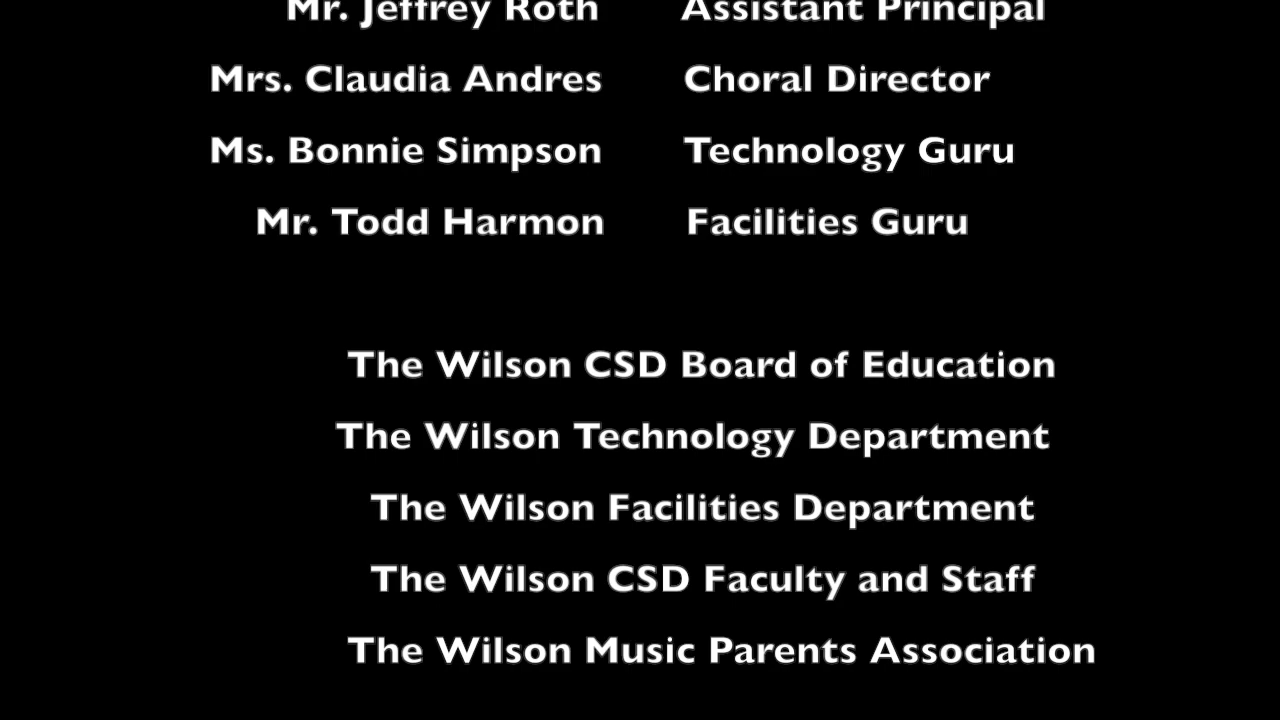 Mr. Jeffrey Roth Assistant Principal
Mrs. Claudia Andres Choral Director
Ms. Bonnie Simpson Technology Guru
Mr. Todd Harmon Facilities Guru
The Wilson CSD Board of Education
The Wilson Technology Department
The Wilson Facilities Department
The Wilson CSD Faculty and Staff
The Wilson Music Parents Association